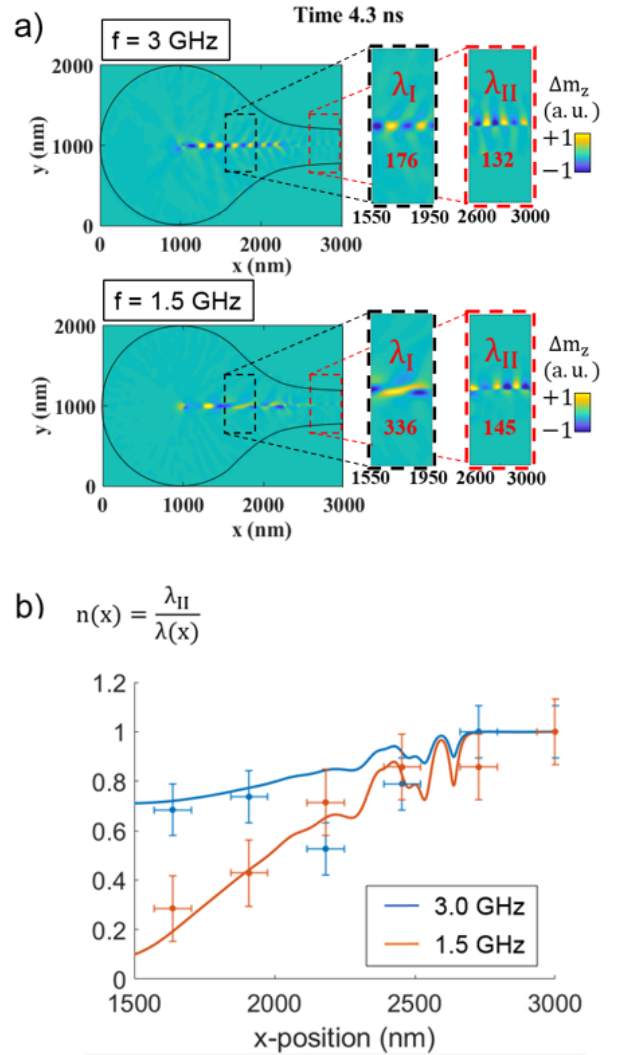 Time 4.3 ns
a)
f = 3 GHz
2000
1000
0
y (nm)
0 1000 2000 3000
x (nm)
λI
176
1550 1950
λII
132
2600 3000
Δmz
(a. u.)
+1
−1
f = 1.5 GHz
2000
1000
0
y (nm)
0 1000 2000 3000
x (nm)
λI
336
1550 1950
λII
145
2600 3000
Δmz
(a. u.)
+1
−1
b)
n(x) = λII / λ(x)
1.2
1
0.8
0.6
0.4
0.2
0
3.0 GHz
1.5 GHz
1500 2000 2500 3000
x-position (nm)